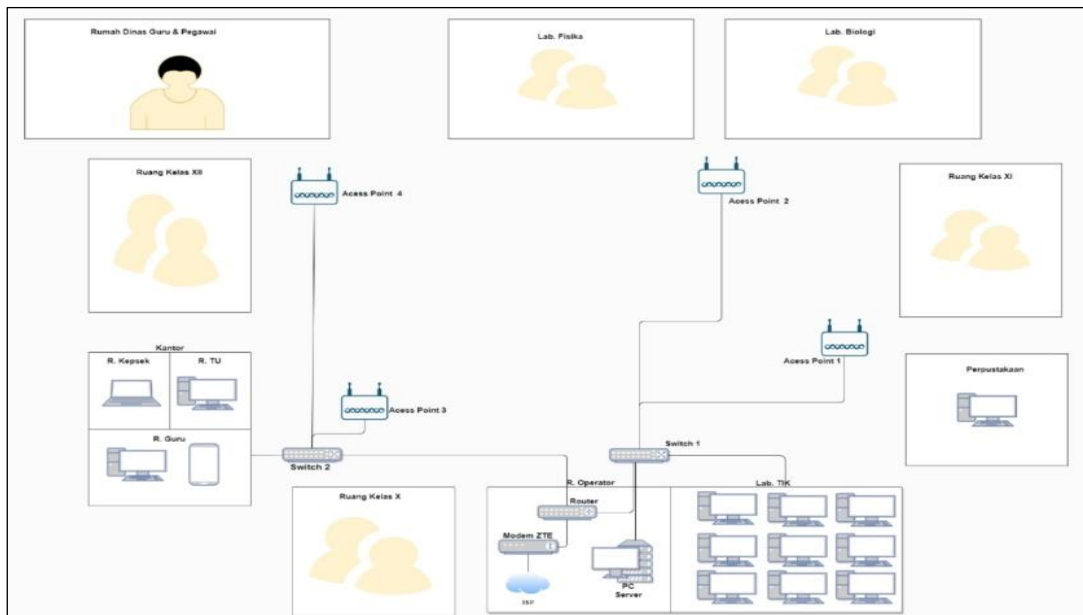 Rumah Dinas Guru & Pegawai
Lab. Fisika
Lab. Biologi
Ruang Kelas XII
Acess Point 4
Acess Point 2
Ruang Kelas XI
Kantor
R. Kepsek
R. TU
R. Guru
Acess Point 3
Acess Point 1
Perpustakaan
Switch 2
Switch 1
Ruang Kelas X
R. Operator
Router
Modem ZTE
ISP
PC
Server
Lab. TIK